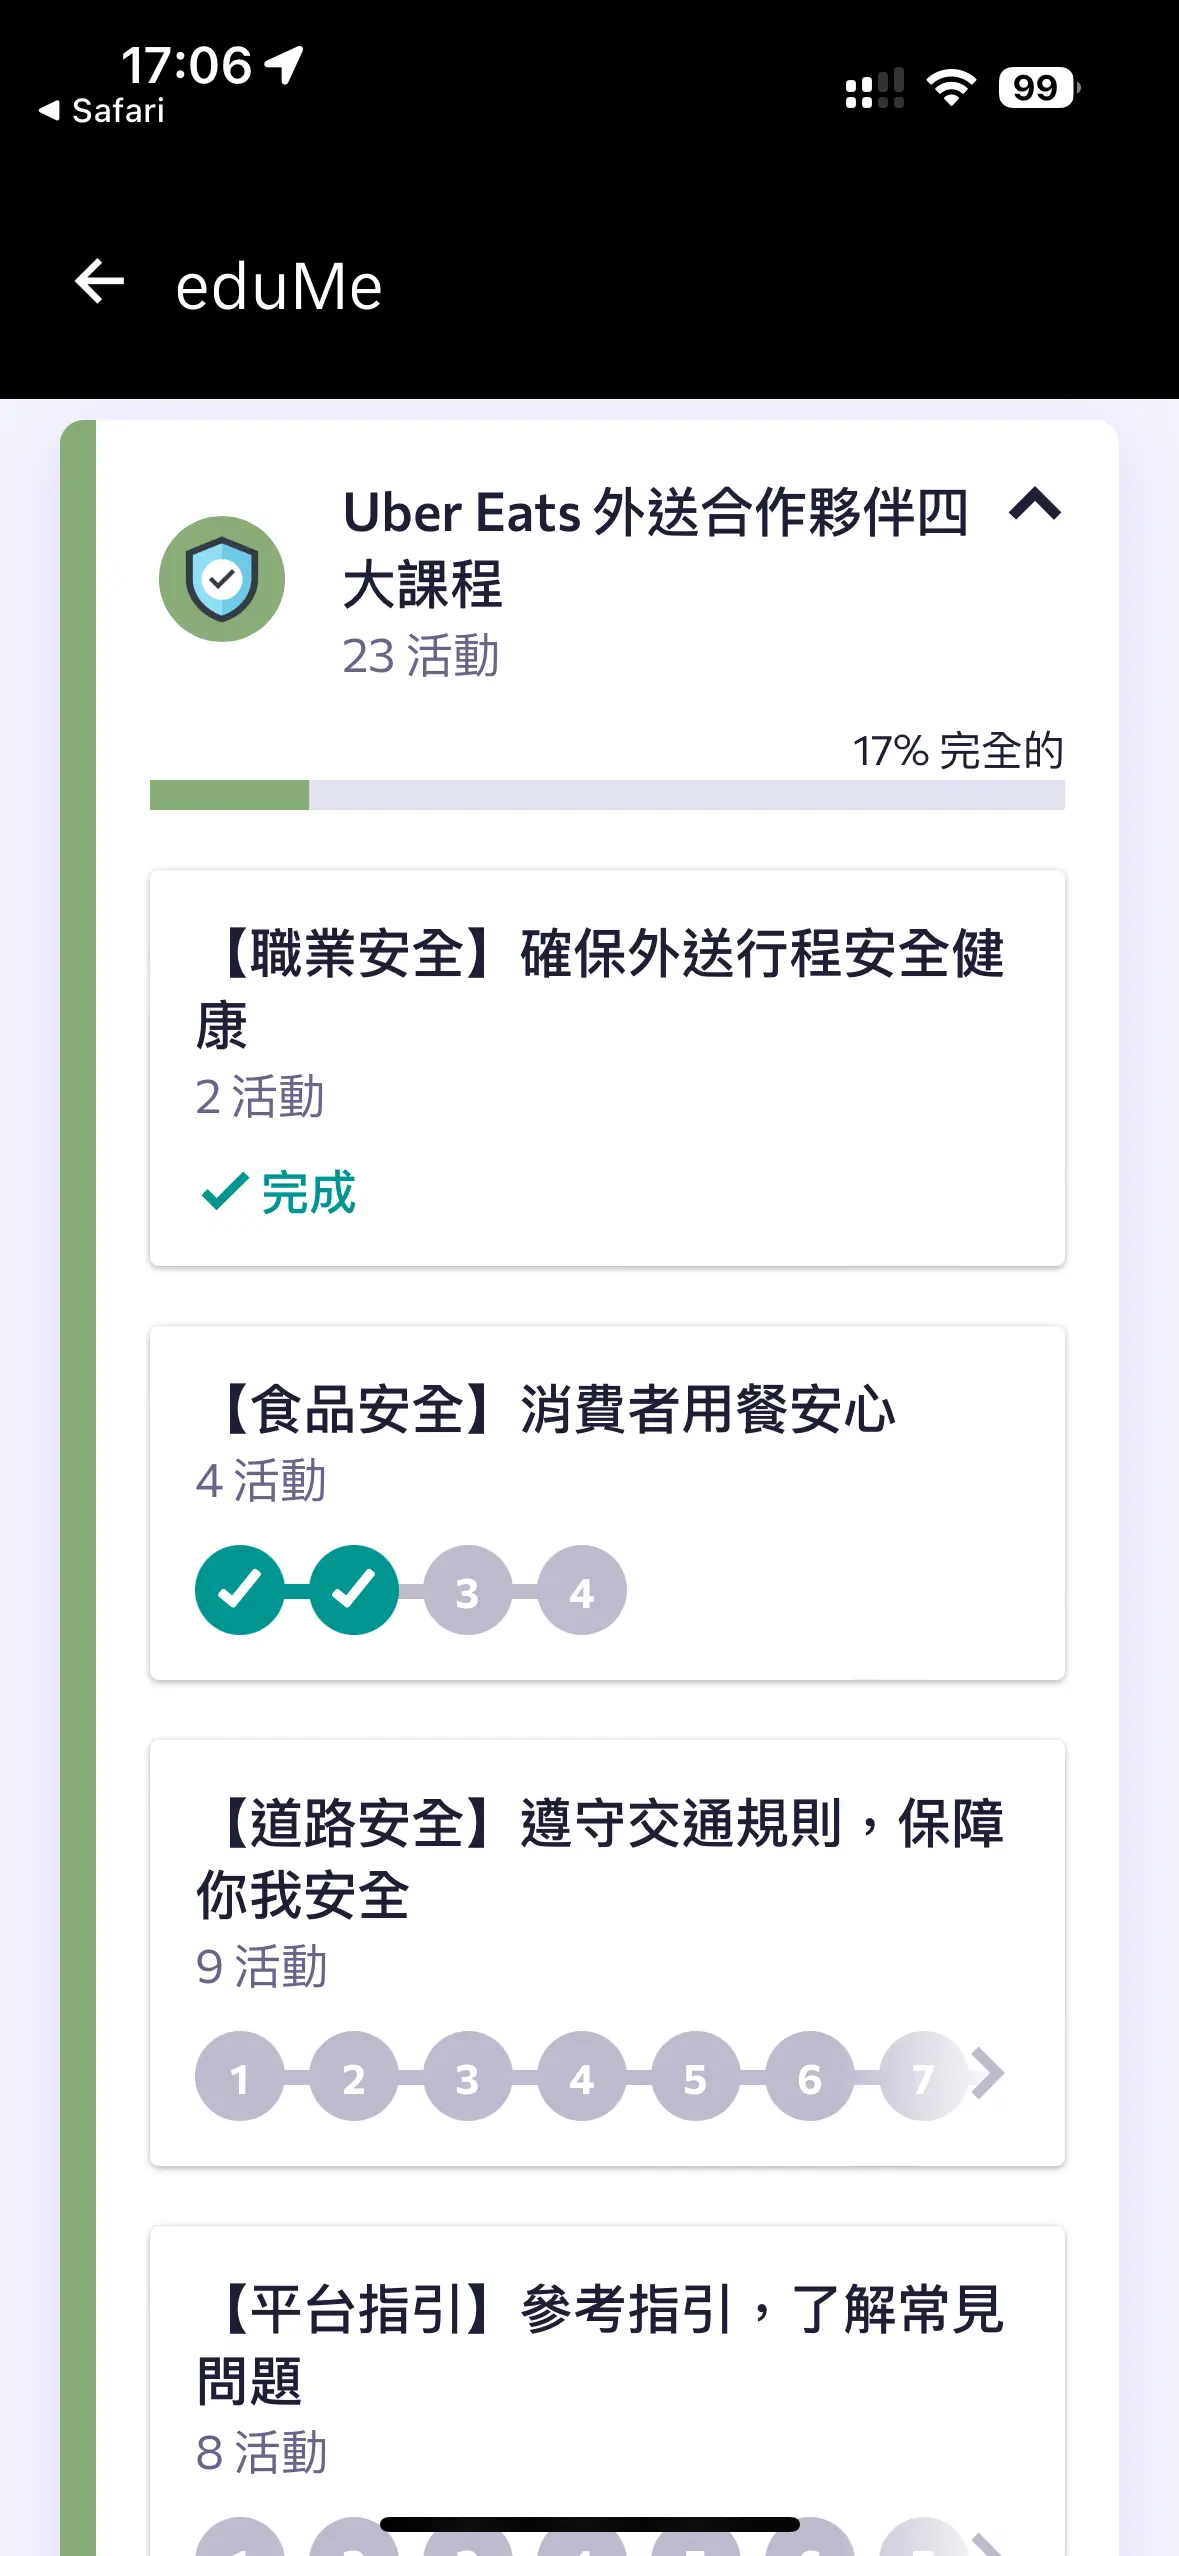 17:06
Safari
99
eduMe
Uber Eats 外送合作夥伴四
大課程
23 活動
17% 完全的
【職業安全】確保外送行程安全健
康
2 活動
完成
【食品安全】消費者用餐安心
4 活動
3 4
【道路安全】遵守交通規則，保障
你我安全
9 活動
1 2 3 4 5 6 7
【平台指引】參考指引，了解常見
問題
8 活動